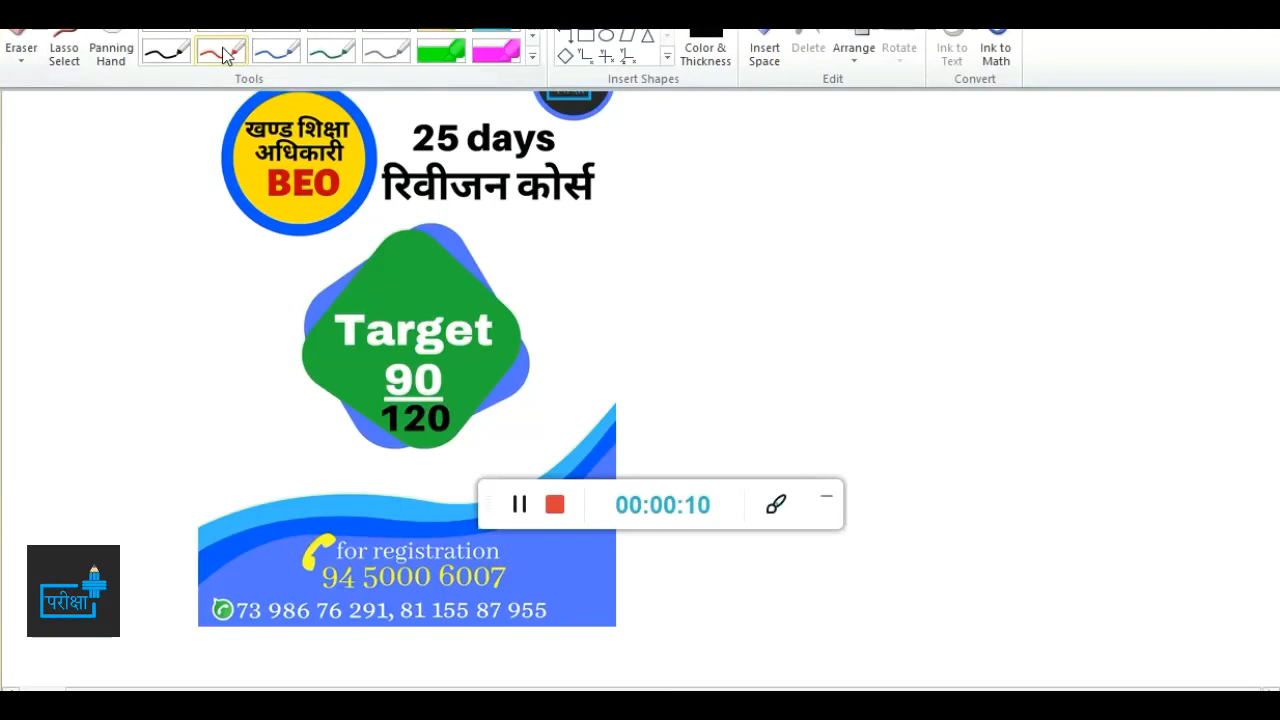 Eraser
Lasso Select
Panning Hand
Color & Thickness
Insert Space
Delete
Arrange
Rotate
Ink to Text
Ink to Math
Tools
Insert Shapes
Edit
Convert
खण्ड शिक्षा
अधिकारी
BEO
25 days
रिवीजन कोर्स
Target
90
120
00:00:10
for registration
94 5000 6007
73 986 76 291, 81 155 87 955
परीक्षा